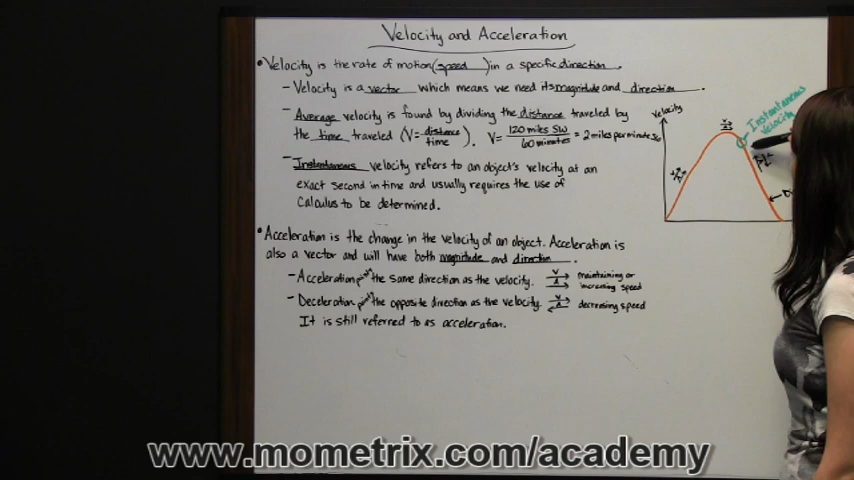 Velocity and Acceleration
• Velocity is the rate of motion (speed) in a specific direction.
- Velocity is a vector which means we need its magnitude and direction.
- Average velocity is found by dividing the distance traveled by
the time traveled (V = distance/time). V = 120 miles SW/60 minutes = 2 miles per minute SW
- Instantaneous velocity refers to an object's velocity at an
exact second in time and usually requires the use of
Calculus to be determined.
• Acceleration is the change in the velocity of an object. Acceleration is
also a vector and will have both magnitude and direction.
- Acceleration points the same direction as the velocity. V A maintaining or
increasing speed
- Deceleration points the opposite direction as the velocity. V A decreasing speed
It is still referred to as acceleration.
Velocity
Instantaneous
velocity
www.mometrix.com/academy